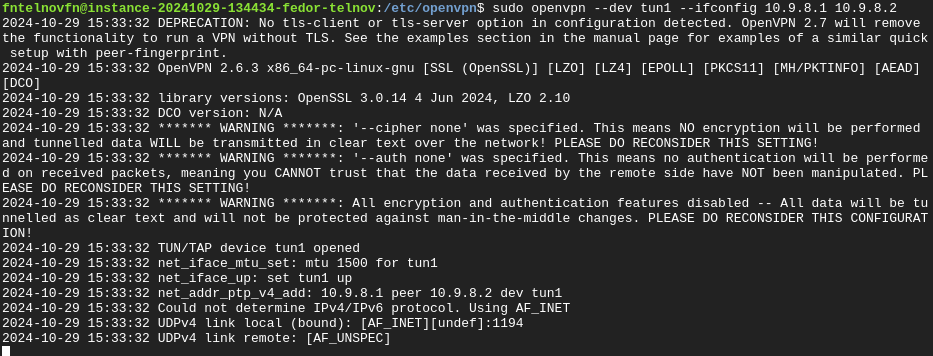 fntelnovfn@instance-20241029-134434-fedor-telnov:/etc/openvpn$ sudo openvpn --dev tun1 --ifconfig 10.9.8.1 10.9.8.2
2024-10-29 15:33:32 DEPRECATION: No tls-client or tls-server option in configuration detected. OpenVPN 2.7 will remove
the functionality to run a VPN without TLS. See the examples section in the manual page for examples of a similar quick
 setup with peer-fingerprint.
2024-10-29 15:33:32 OpenVPN 2.6.3 x86_64-pc-linux-gnu [SSL (OpenSSL)] [LZO] [LZ4] [EPOLL] [PKCS11] [MH/PKTINFO] [AEAD]
[DCO]
2024-10-29 15:33:32 library versions: OpenSSL 3.0.14 4 Jun 2024, LZO 2.10
2024-10-29 15:33:32 DCO version: N/A
2024-10-29 15:33:32 ******* WARNING *******: '--cipher none' was specified. This means NO encryption will be performed
and tunnelled data WILL be transmitted in clear text over the network! PLEASE DO RECONSIDER THIS SETTING!
2024-10-29 15:33:32 ******* WARNING *******: '--auth none' was specified. This means no authentication will be performe
d on received packets, meaning you CANNOT trust that the data received by the remote side have NOT been manipulated. PL
EASE DO RECONSIDER THIS SETTING!
2024-10-29 15:33:32 ******* WARNING *******: All encryption and authentication features disabled -- All data will be tu
nnelled as clear text and will not be protected against man-in-the-middle changes. PLEASE DO RECONSIDER THIS CONFIGURAT
ION!
2024-10-29 15:33:32 TUN/TAP device tun1 opened
2024-10-29 15:33:32 net_iface_mtu_set: mtu 1500 for tun1
2024-10-29 15:33:32 net_iface_up: set tun1 up
2024-10-29 15:33:32 net_addr_ptp_v4_add: 10.9.8.1 peer 10.9.8.2 dev tun1
2024-10-29 15:33:32 Could not determine IPv4/IPv6 protocol. Using AF_INET
2024-10-29 15:33:32 UDPv4 link local (bound): [AF_INET][undef]:1194
2024-10-29 15:33:32 UDPv4 link remote: [AF_UNSPEC]